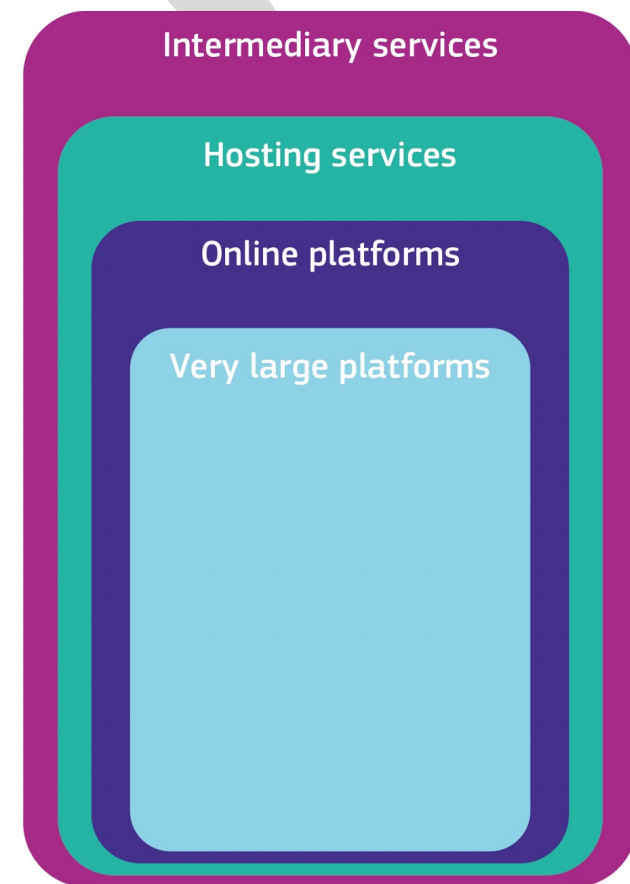 Intermediary services
Hosting services
Online platforms
Very large platforms